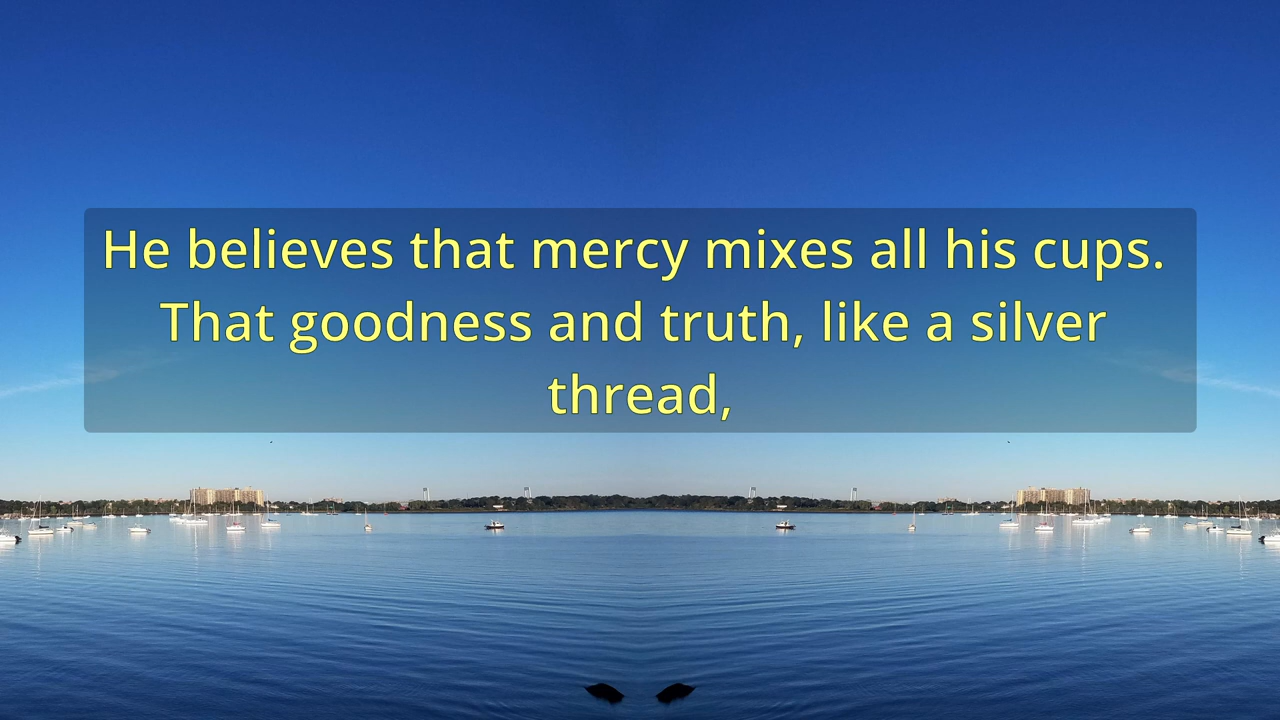 He believes that mercy mixes all his cups.
That goodness and truth, like a silver
thread,